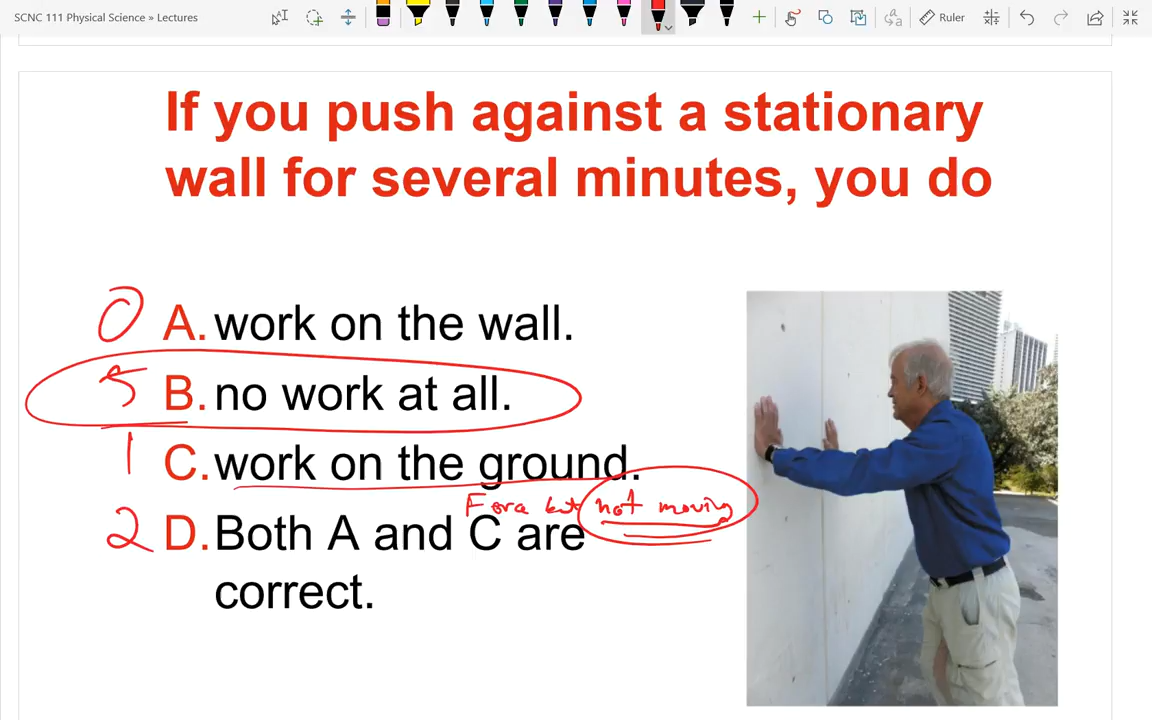 SCNC 111 Physical Science » Lectures
Ruler
If you push against a stationary
wall for several minutes, you do
0 A. work on the wall.
5 B. no work at all.
1 C. work on the ground.
Force but not moving
2 D. Both A and C are
correct.